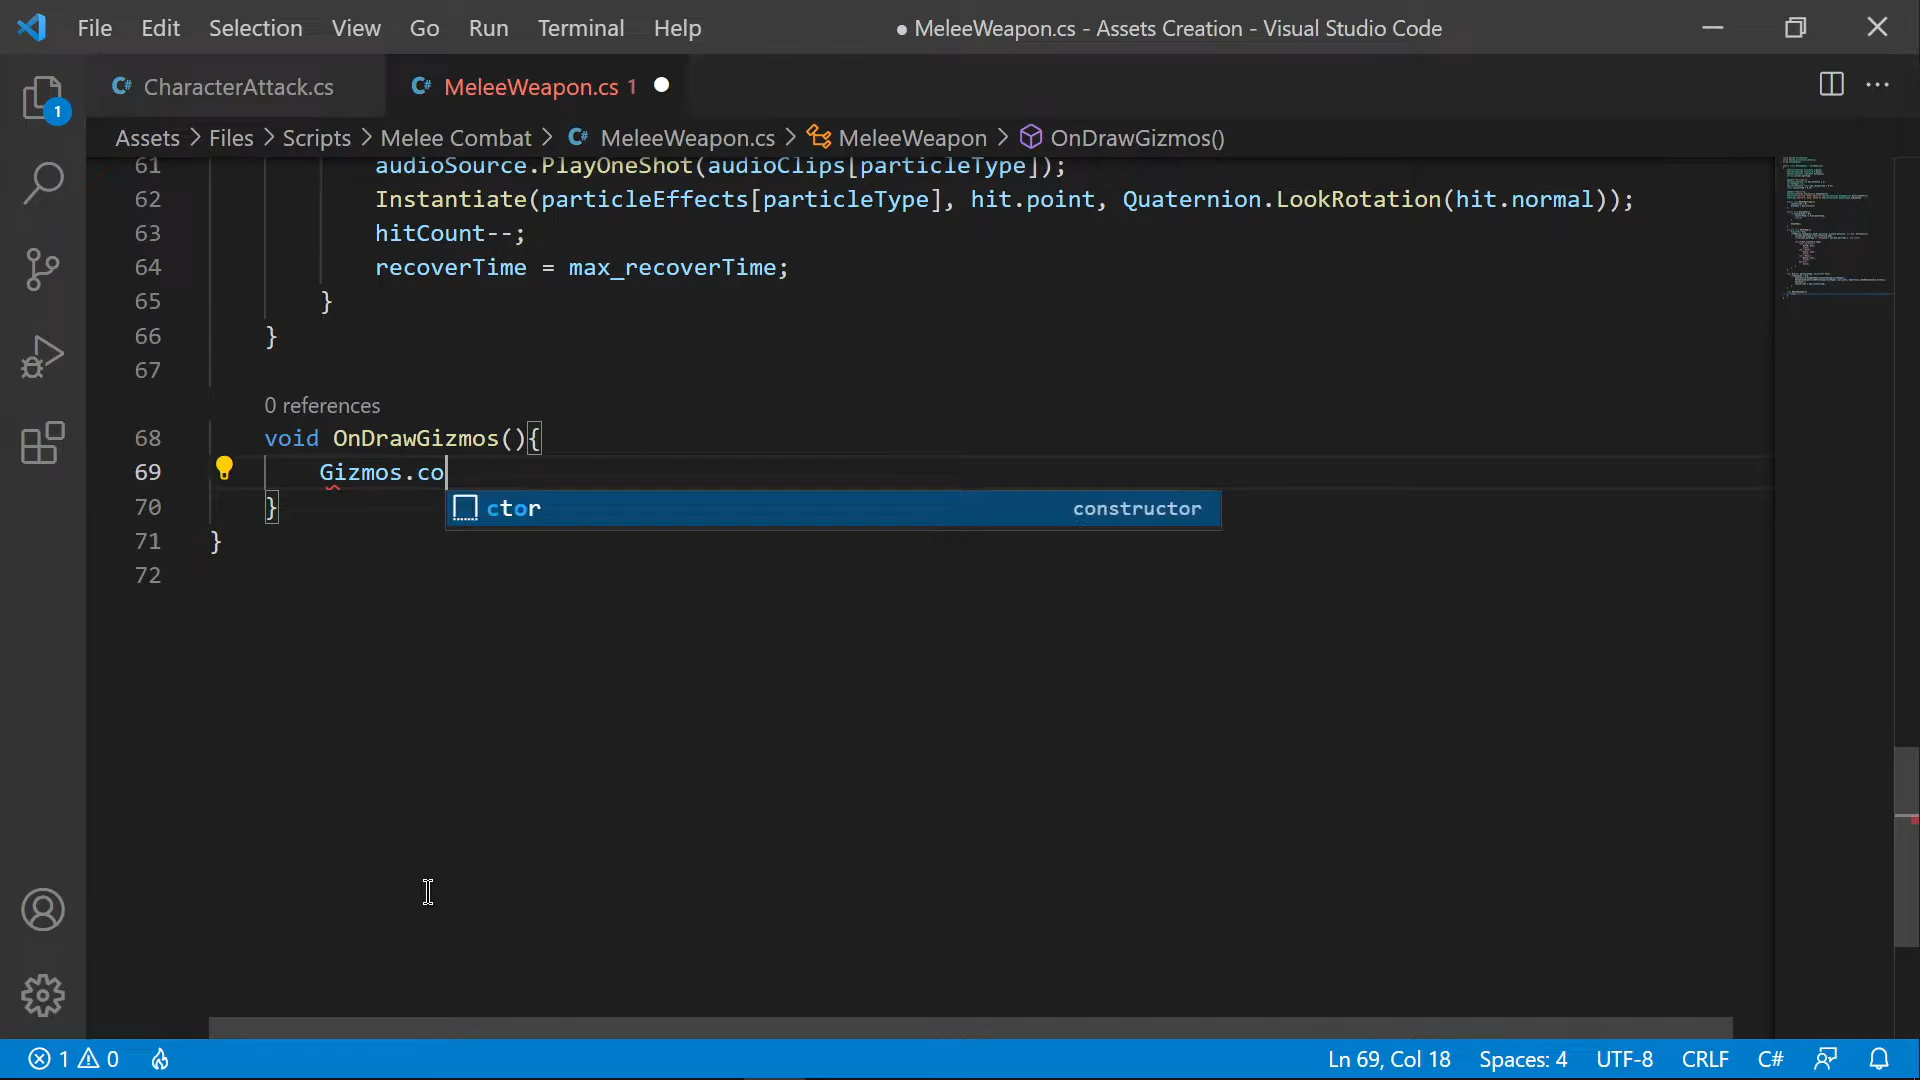 File Edit Selection View Go Run Terminal Help ● MeleeWeapon.cs - Assets Creation - Visual Studio Code
CharacterAttack.cs MeleeWeapon.cs 1
1
Assets > Files > Scripts > Melee Combat > MeleeWeapon.cs > MeleeWeapon > OnDrawGizmos()
61 audioSource.PlayOneShot(audioClips[particleType]);
62 Instantiate(particleEffects[particleType], hit.point, Quaternion.LookRotation(hit.normal));
63 hitCount--;
64 recoverTime = max_recoverTime;
65 }
66 }
67
0 references
68 void OnDrawGizmos(){
69 Gizmos.co
70 }
ctor constructor
71 }
72
1 0 Ln 69, Col 18 Spaces: 4 UTF-8 CRLF C#